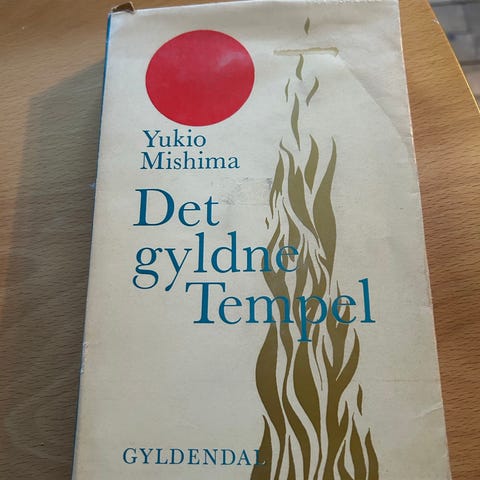 Yukio
Mishima
Det
gyldne
Tempel
GYLDENDAL